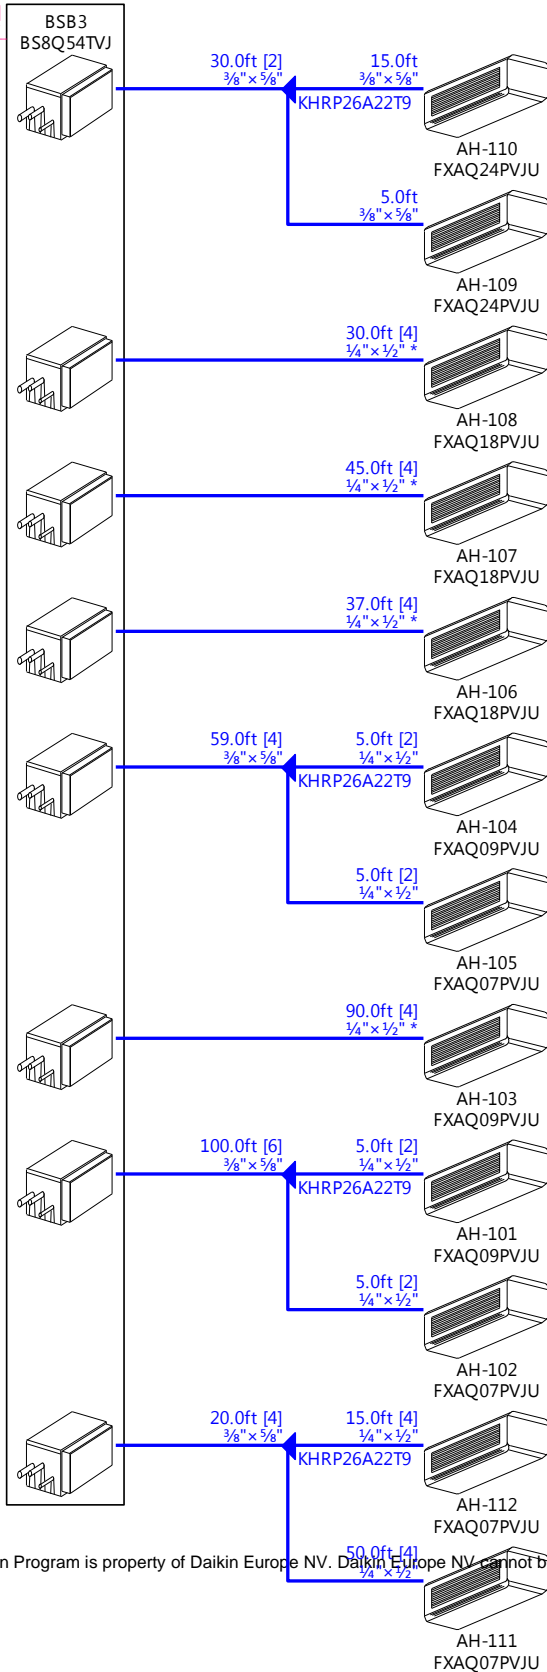 BSB3
BS8Q54TVJ
30.0ft [2]
⅜"×⅝"
15.0ft
⅜"×⅝"
KHRP26A22T9
AH-110
FXAQ24PVJU
5.0ft
⅜"×⅝"
AH-109
FXAQ24PVJU
30.0ft [4]
¼"×½" *
AH-108
FXAQ18PVJU
45.0ft [4]
¼"×½" *
AH-107
FXAQ18PVJU
37.0ft [4]
¼"×½" *
AH-106
FXAQ18PVJU
59.0ft [4]
⅜"×⅝"
5.0ft [2]
¼"×½"
KHRP26A22T9
AH-104
FXAQ09PVJU
5.0ft [2]
¼"×½"
AH-105
FXAQ07PVJU
90.0ft [4]
¼"×½" *
AH-103
FXAQ09PVJU
100.0ft [6]
⅜"×⅝"
5.0ft [2]
¼"×½"
KHRP26A22T9
AH-101
FXAQ09PVJU
5.0ft [2]
¼"×½"
AH-102
FXAQ07PVJU
20.0ft [4]
⅜"×⅝"
15.0ft [4]
¼"×½"
KHRP26A22T9
AH-112
FXAQ07PVJU
50.0ft [4]
¼"×½"
n Program is property of Daikin Europe NV. Daikin Europe NV cannot b
AH-111
FXAQ07PVJU